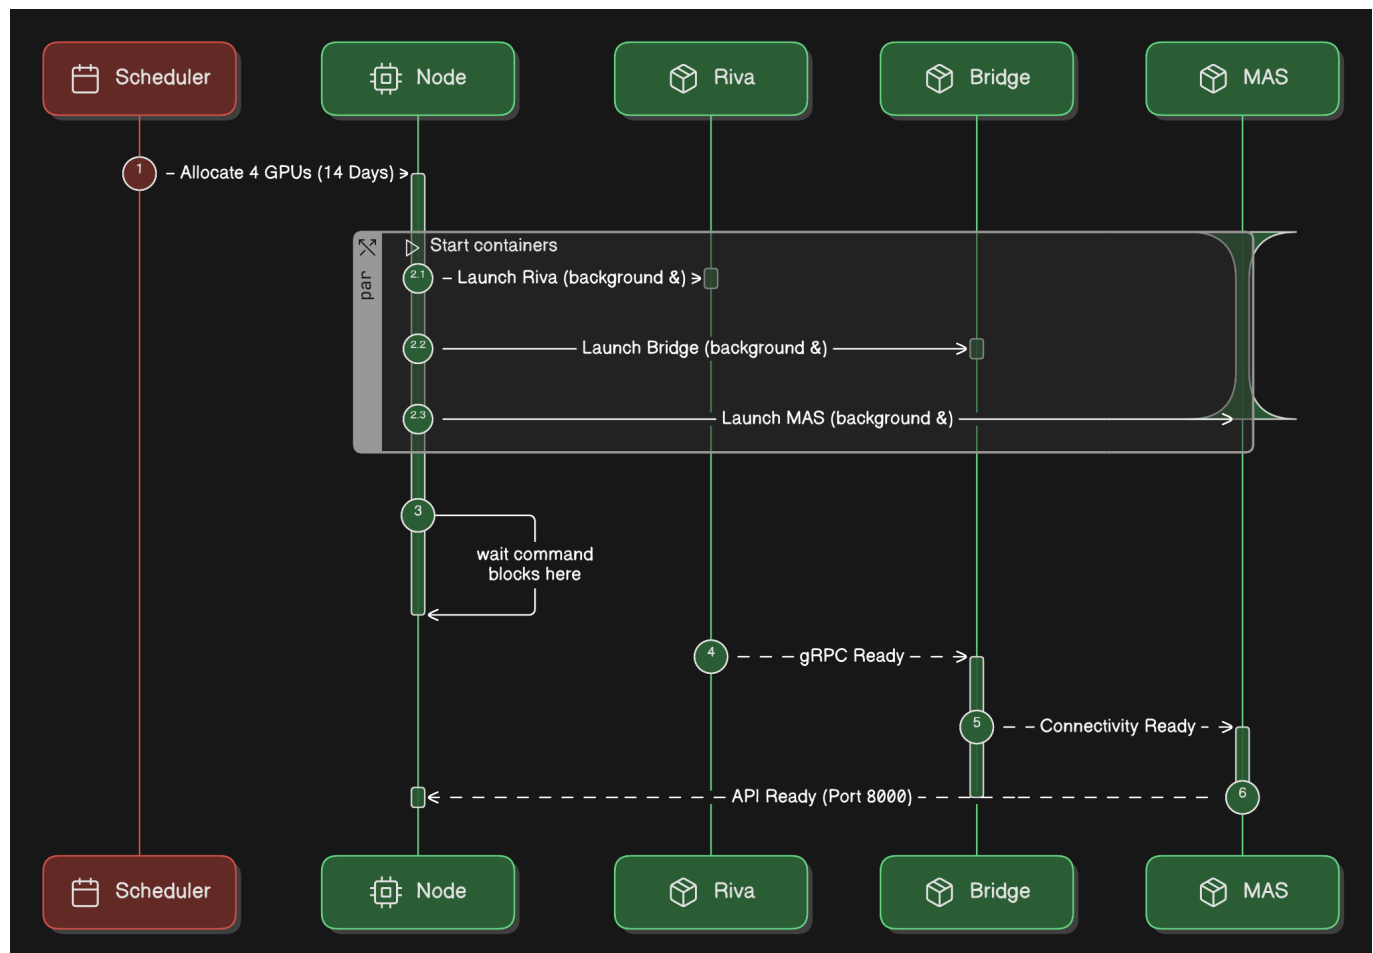 Scheduler
Node
Riva
Bridge
MAS
1
Allocate 4 GPUs (14 Days)
par
Start containers
2.1
Launch Riva (background &)
2.2
Launch Bridge (background &)
2.3
Launch MAS (background &)
3
wait command
blocks here
4
gRPC Ready
5
Connectivity Ready
API Ready (Port 8000)
6
Scheduler
Node
Riva
Bridge
MAS